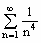 ∞
∑ 1/n⁴
n=1